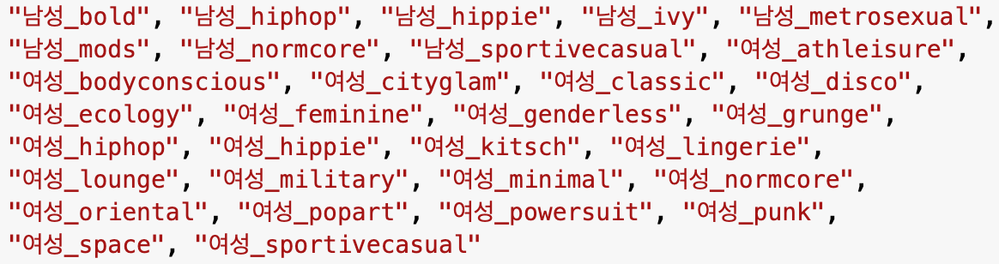 "남성_bold", "남성_hiphop", "남성_hippie", "남성_ivy", "남성_metrosexual",
"남성_mods", "남성_normcore", "남성_sportivecasual", "여성_athleisure",
"여성_bodyconscious", "여성_cityglam", "여성_classic", "여성_disco",
"여성_ecology", "여성_feminine", "여성_genderless", "여성_grunge",
"여성_hiphop", "여성_hippie", "여성_kitsch", "여성_lingerie",
"여성_lounge", "여성_military", "여성_minimal", "여성_normcore",
"여성_oriental", "여성_popart", "여성_powersuit", "여성_punk",
"여성_space", "여성_sportivecasual"